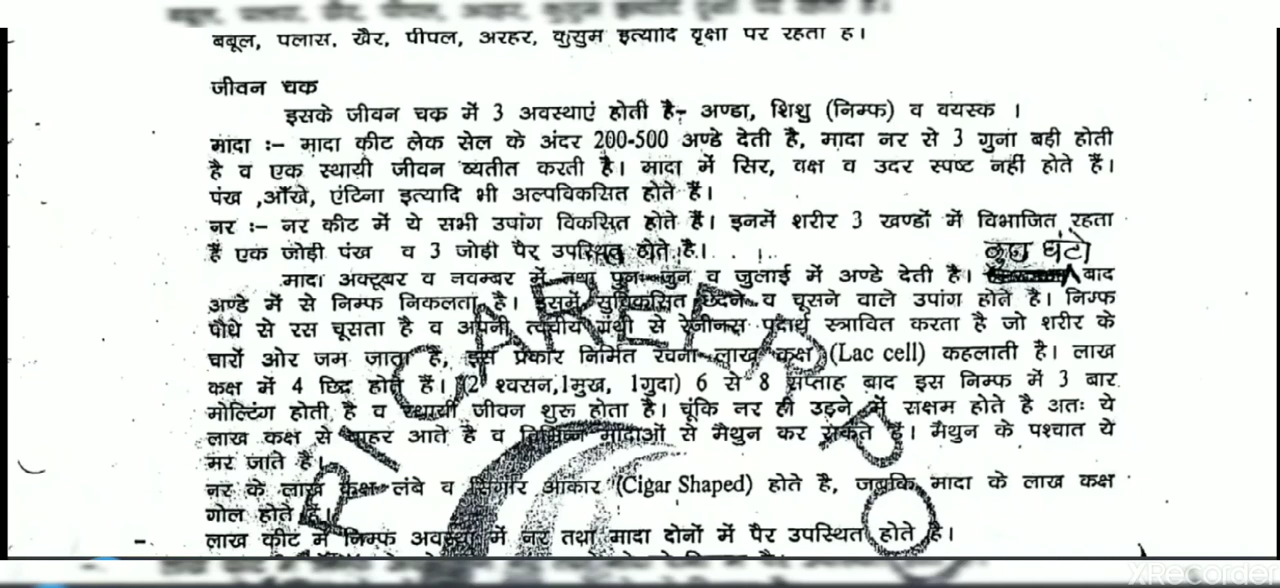 बबूल, पलास, खैर, पीपल, अरहर, कुसुम इत्यादि वृक्षा पर रहता ह।
जीवन चक
इसके जीवन चक्र में 3 अवस्थाएं होती है- अण्डा, शिशु (निम्फ) व वयस्क ।
मादा :- मादा कीट लेक सेल के अंदर 200-500 अण्डे देती है, मादा नर से 3 गुना बड़ी होती
है व एक स्थायी जीवन व्यतीत करती है। मादा में सिर, वक्ष व उदर स्पष्ट नहीं होते हैं।
पंख ,आँखे, एंटिना इत्यादि भी अल्पविकसित होते हैं।
नर :- नर कीट में ये सभी उपांग विकसित होते हैं। इनमें शरीर 3 खण्डों में विभाजित रहता
हैं एक जोड़ी पंख व 3 जोड़ी पैर उपस्थित होते है।
कुछ घंटो
मादा अक्टूबर व नवम्बर में तथा पुनः जुन व जुलाई में अण्डे देती है। बाद
अण्डे में से निम्फ निकलता है। इसमें सुविकसित छेदने व चूसने वाले उपांग होते है। निम्फ
पौधे से रस चूसता है व अपनी त्वचीय ग्रंथी से रेजीनस पदार्थ स्त्रावित करता है जो शरीर के
चारों ओर जम जाता है, इस प्रकार निर्मित रचना लाख कक्ष (Lac cell) कहलाती है। लाख
कक्ष में 4 छिद्र होते हैं। (2 श्वसन,1मुख, 1गुदा) 6 से 8 सप्ताह बाद इस निम्फ में 3 बार
मोल्टिंग होती है व स्थायी जीवन शुरू होता है। चूंकि नर ही उड़ने में सक्षम होते है अतः ये
लाख कक्ष से बाहर आते है व विभिन्न मादाओं से मैथुन कर सकते हैं। मैथुन के पश्चात ये
मर जाते हैं।
नर के लाख कक्ष लंबे व सिगार आकार (Cigar Shaped) होते है, जबकि मादा के लाख कक्ष
गोल होते हैं।
लाख कीट में निम्फ अवस्था में नर तथा मादा दोनों में पैर उपस्थित होते है।
XRecorder